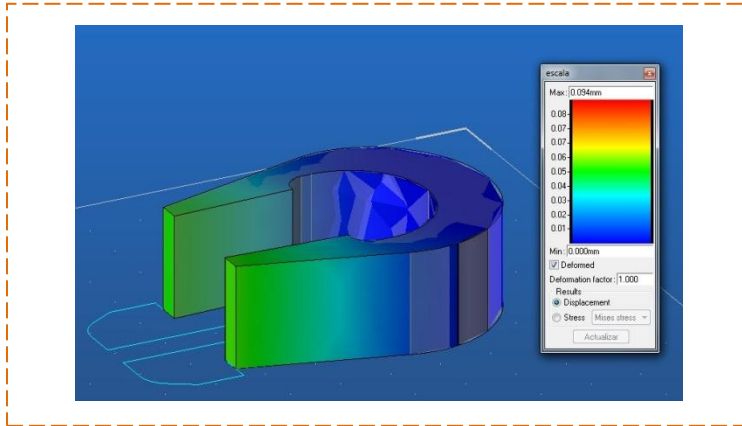 escala
Max: 0.094mm
0.08-
0.07-
0.07-
0.06-
0.05-
0.04-
0.03-
0.02-
0.01-
Min: 0.000mm
Deformed
Deformation factor: 1.000
Results
Displacement
Stress Mises stress
Actualizar